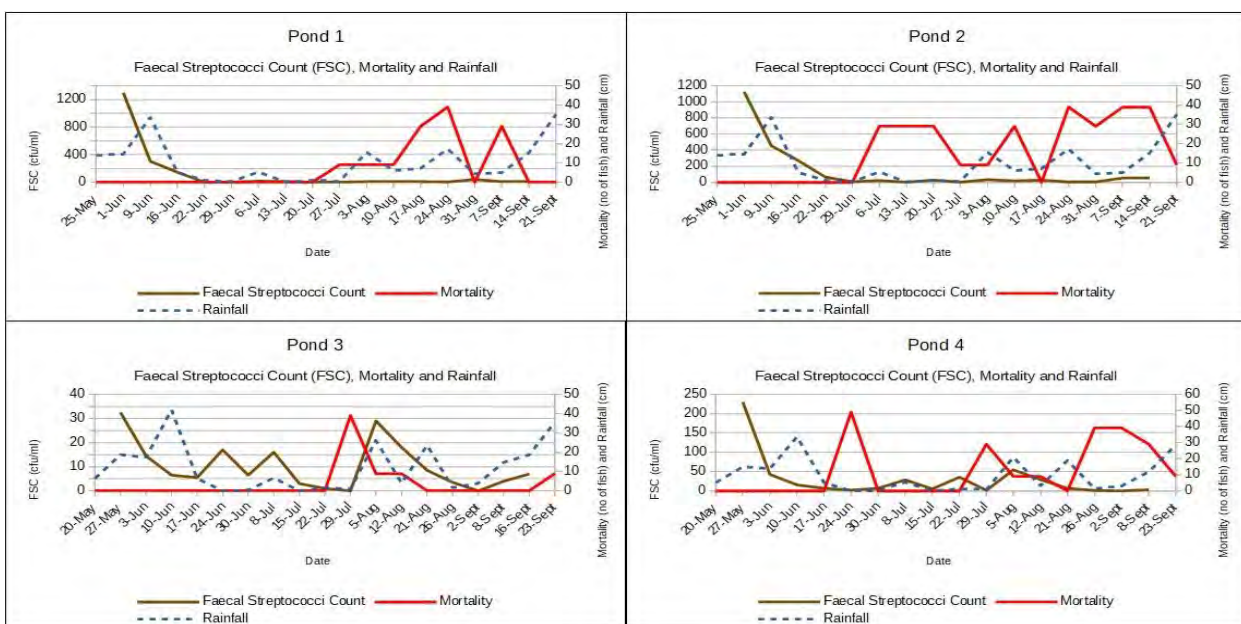 Pond 1
Faecal Streptococci Count (FSC), Mortality and Rainfall
1200
800
400
0
50
40
30
20
10
0
FSC (cfu/ml)
Mortality (no of fish) and Rainfall (cm)
25-May
1-Jun
9-Jun
16-Jun
22-Jun
29-Jun
6-Jul
13-Jul
20-Jul
27-Jul
3-Aug
10-Aug
17-Aug
24-Aug
31-Aug
7-Sept
14-Sept
21-Sept
Date
Faecal Streptococci Count
Mortality
Rainfall
Pond 2
Faecal Streptococci Count (FSC), Mortality and Rainfall
1200
1000
800
600
400
200
0
50
40
30
20
10
0
FSC (cfu/ml)
Mortality (no of fish) and Rainfall (cm)
25-May
1-Jun
9-Jun
16-Jun
22-Jun
29-Jun
6-Jul
13-Jul
20-Jul
27-Jul
3-Aug
10-Aug
17-Aug
24-Aug
31-Aug
7-Sept
14-Sept
21-Sept
Date
Faecal Streptococci Count
Mortality
Rainfall
Pond 3
Faecal Streptococci Count (FSC), Mortality and Rainfall
40
30
20
10
0
50
40
30
20
10
0
FSC (cfu/ml)
Mortality (no of fish) and Rainfall (cm)
20-May
27-May
3-Jun
10-Jun
17-Jun
24-Jun
30-Jun
8-Jul
15-Jul
22-Jul
29-Jul
5-Aug
12-Aug
21-Aug
26-Aug
2-Sept
8-Sept
16-Sept
23-Sept
Date
Faecal Streptococci Count
Mortality
Rainfall
Pond 4
Faecal Streptococci Count (FSC), Mortality and Rainfall
250
200
150
100
50
0
60
50
40
30
20
10
0
FSC (cfu/ml)
Mortality (no of fish) and Rainfall (cm)
20-May
27-May
3-Jun
10-Jun
17-Jun
24-Jun
30-Jun
8-Jul
15-Jul
22-Jul
29-Jul
5-Aug
12-Aug
21-Aug
26-Aug
2-Sept
8-Sept
23-Sept
Date
Faecal Streptococci Count
Mortality
Rainfall